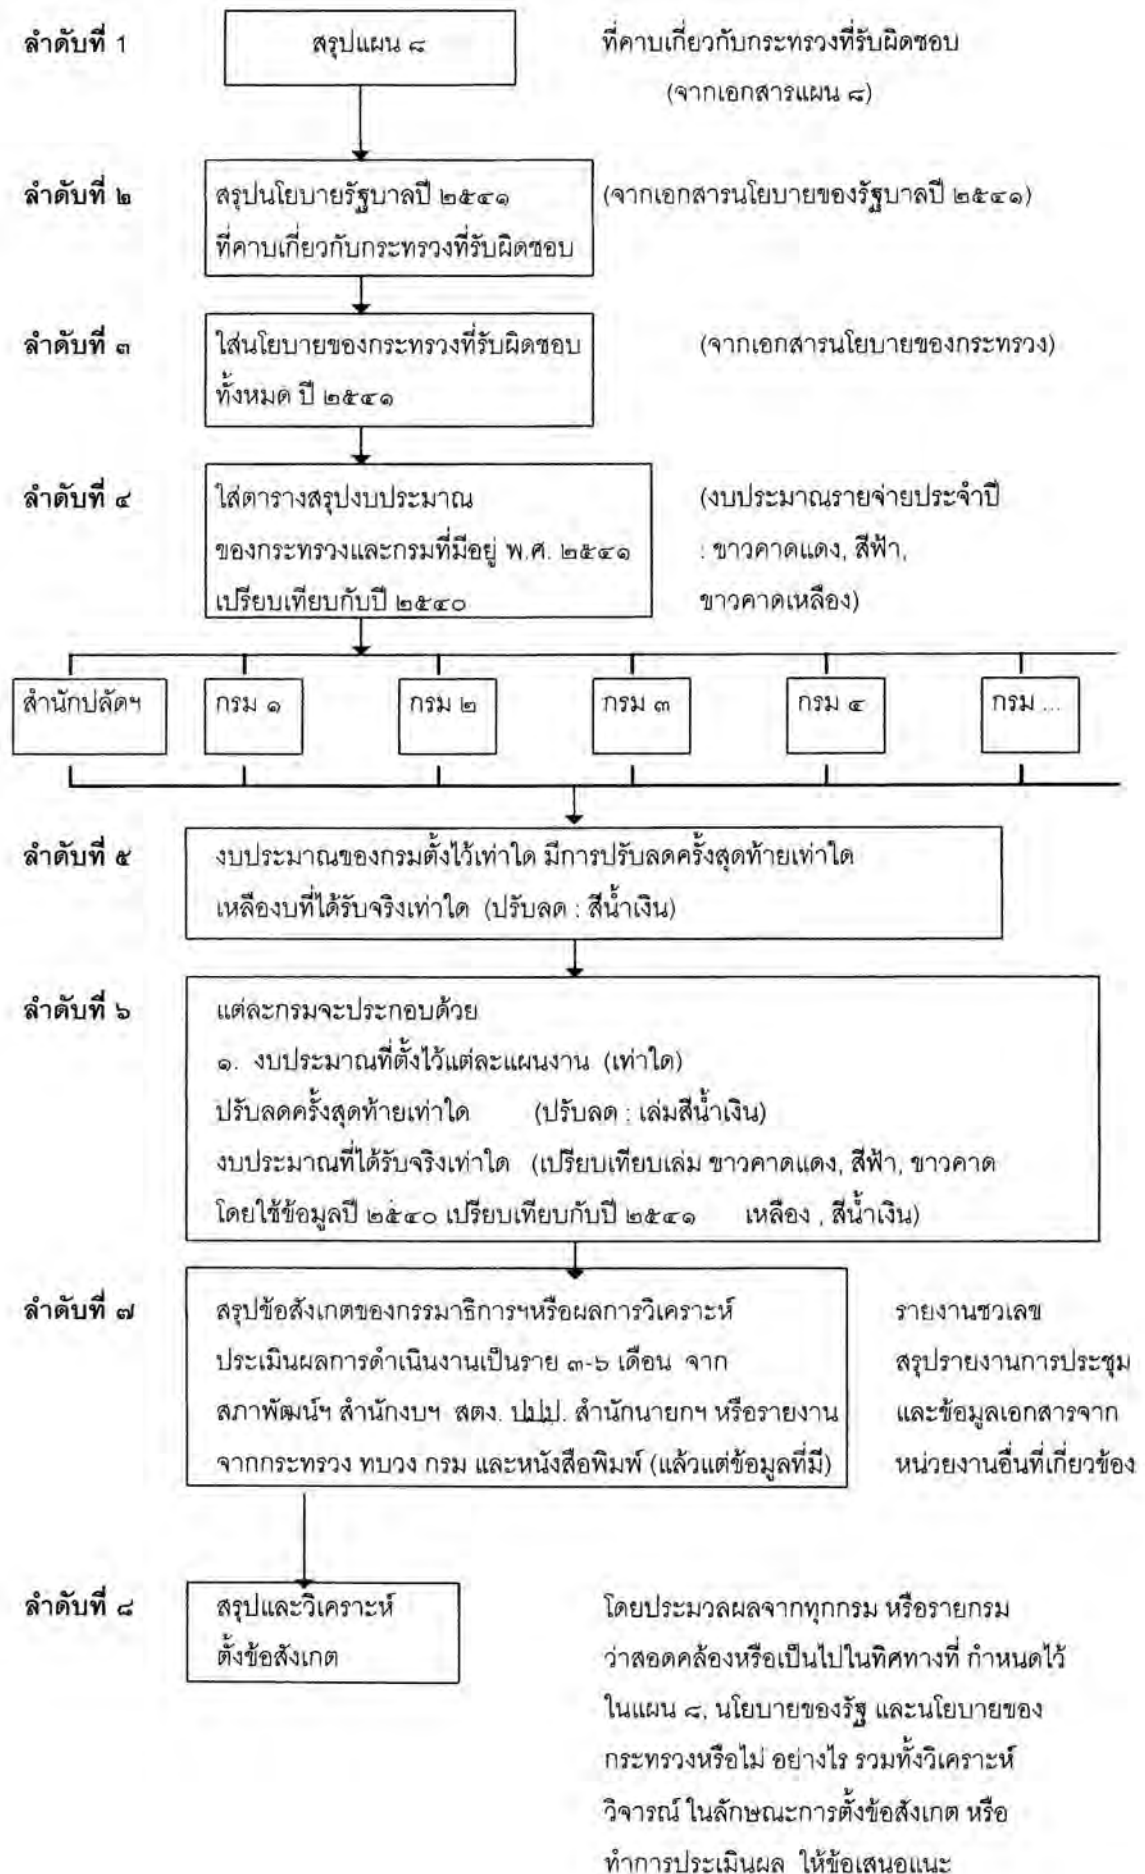 ลำดับที่ 1 สรุปแผน ๘ ที่คาบเกี่ยวกับกระทรวงที่รับผิดชอบ
(จากเอกสารแผน ๘)
ลำดับที่ ๒ สรุปนโยบายรัฐบาลปี ๒๕๔๑ (จากเอกสารนโยบายของรัฐบาลปี ๒๕๔๑)
ที่คาบเกี่ยวกับกระทรวงที่รับผิดชอบ
ลำดับที่ ๓ ใส่นโยบายของกระทรวงที่รับผิดชอบ (จากเอกสารนโยบายของกระทรวง)
ทั้งหมด ปี ๒๕๔๑
ลำดับที่ ๔ ใส่ตารางสรุปงบประมาณ (งบประมาณรายจ่ายประจำปี
ของกระทรวงและกรมที่มีอยู่ พ.ศ. ๒๕๔๑ : ขาวคาดแดง, สีฟ้า,
เปรียบเทียบกับปี ๒๕๔๐ ขาวคาดเหลือง)
สำนักปลัดฯ กรม ๑ กรม ๒ กรม ๓ กรม ๔ กรม ...
ลำดับที่ ๕ งบประมาณของกรมตั้งไว้เท่าใด มีการปรับลดครั้งสุดท้ายเท่าใด
เหลืองบที่ได้รับจริงเท่าใด (ปรับลด : สีน้ำเงิน)
ลำดับที่ ๖ แต่ละกรมจะประกอบด้วย
๑. งบประมาณที่ตั้งไว้แต่ละแผนงาน (เท่าใด)
ปรับลดครั้งสุดท้ายเท่าใด (ปรับลด : เล่มสีน้ำเงิน)
งบประมาณที่ได้รับจริงเท่าใด (เปรียบเทียบเล่ม ขาวคาดแดง, สีฟ้า, ขาวคาด
โดยใช้ข้อมูลปี ๒๕๔๐ เปรียบเทียบกับปี ๒๕๔๑ เหลือง , สีน้ำเงิน)
ลำดับที่ ๗ สรุปข้อสังเกตของกรรมาธิการฯหรือผลการวิเคราะห์ รายงานชวเลข
ประเมินผลการดำเนินงานเป็นราย ๓-๖ เดือน จาก สรุปรายงานการประชุม
สภาพัฒน์ฯ สำนักงบฯ สตง. ปปป. สำนักนายกฯ หรือรายงาน และข้อมูลเอกสารจาก
จากกระทรวง ทบวง กรม และหนังสือพิมพ์ (แล้วแต่ข้อมูลที่มี) หน่วยงานอื่นที่เกี่ยวข้อง
ลำดับที่ ๘ สรุปและวิเคราะห์ โดยประมวลผลจากทุกกรม หรือรายกรม
ตั้งข้อสังเกต ว่าสอดคล้องหรือเป็นไปในทิศทางที่ กำหนดไว้
ในแผน ๘, นโยบายของรัฐ และนโยบายของ
กระทรวงหรือไม่ อย่างไร รวมทั้งวิเคราะห์
วิจารณ์ ในลักษณะการตั้งข้อสังเกต หรือ
ทำการประเมินผล ให้ข้อเสนอแนะ